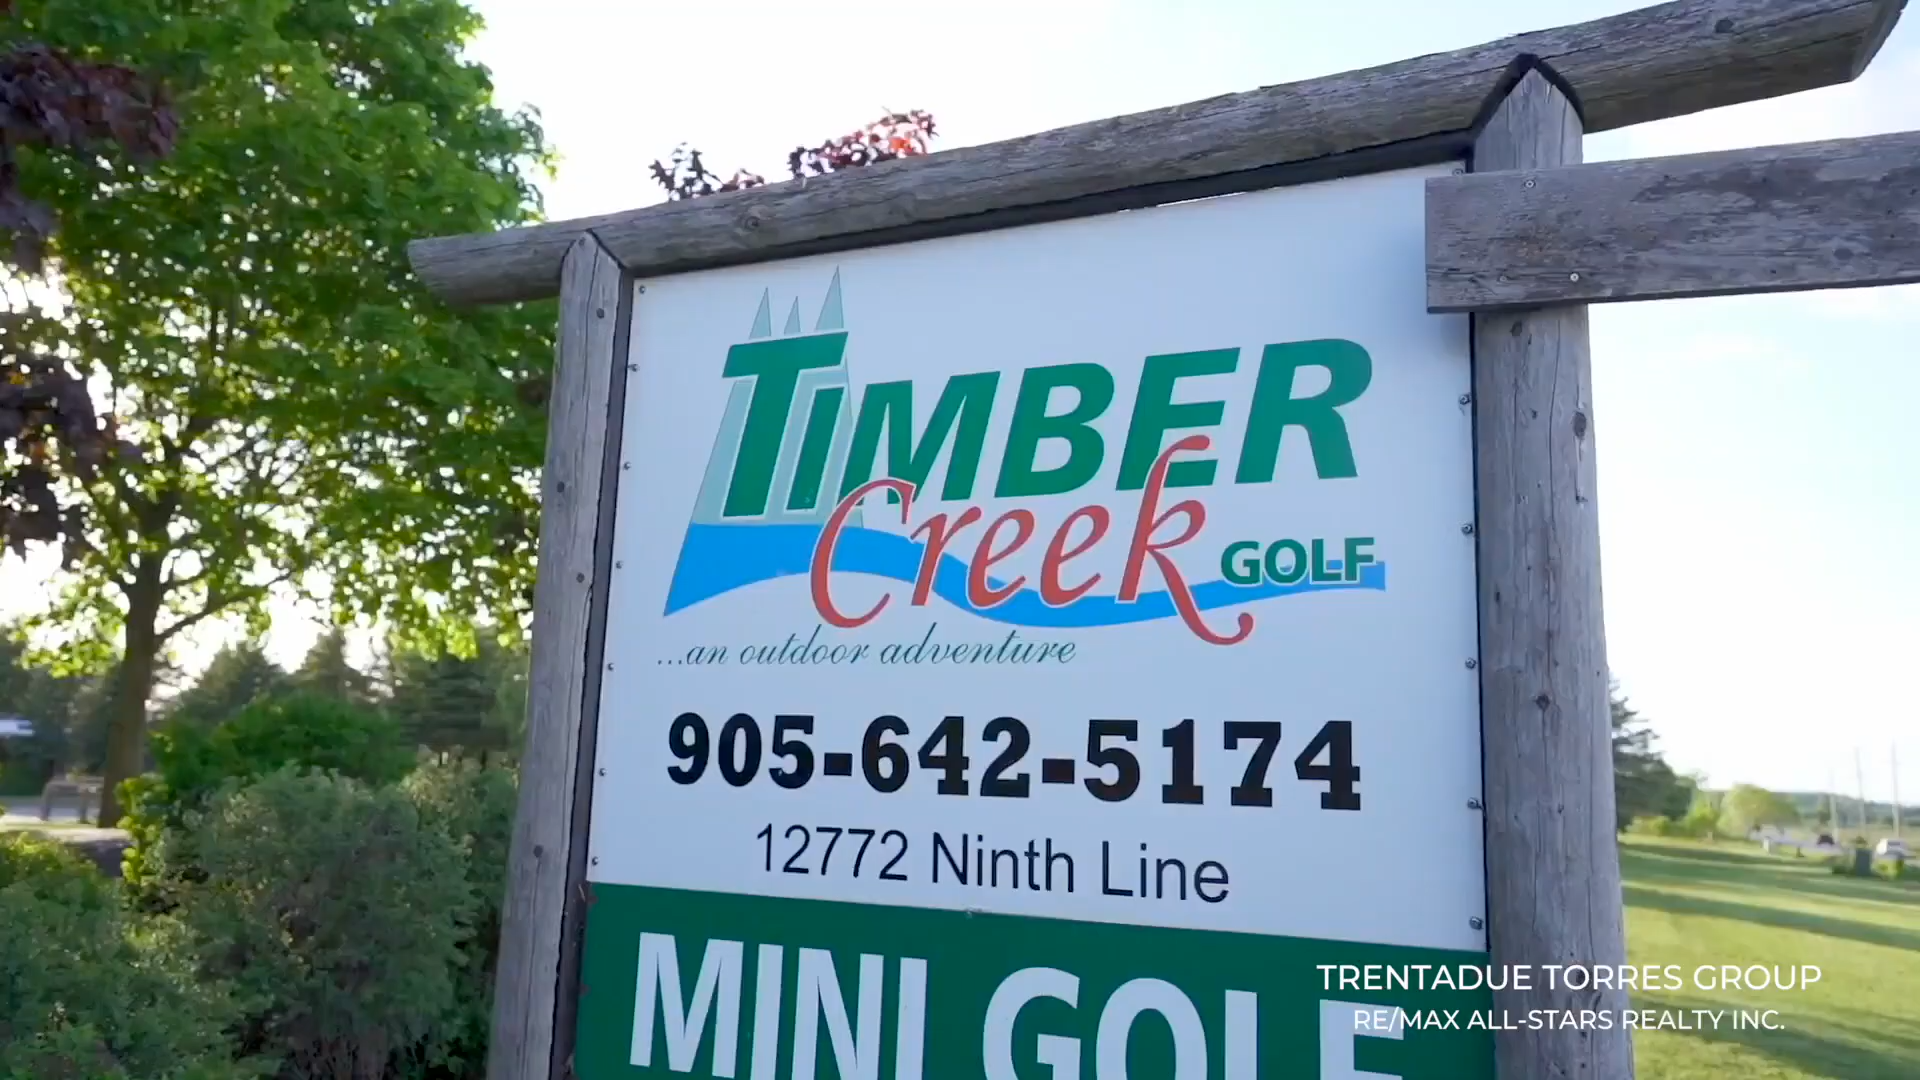 TIMBER
Creek GOLF
...an outdoor adventure
905-642-5174
12772 Ninth Line
MINI GOLF
TRENTADUE TORRES GROUP
RE/MAX ALL-STARS REALTY INC.